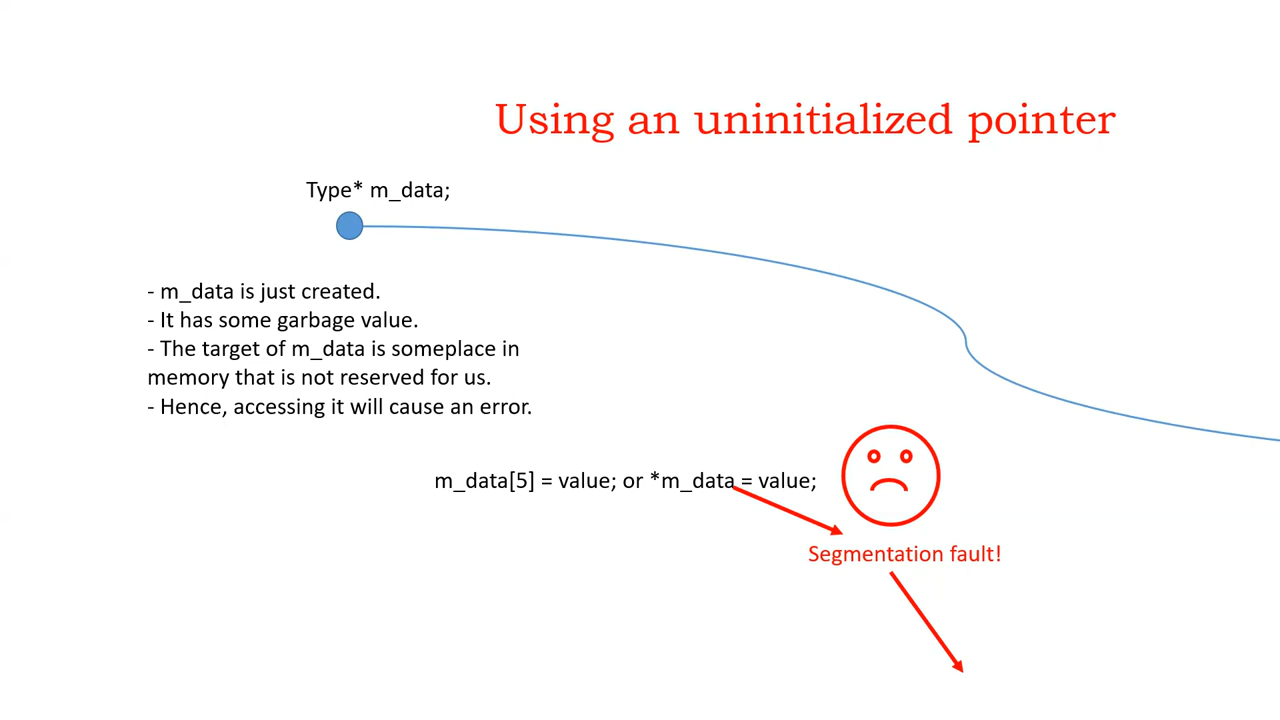 Using an uninitialized pointer
Type* m_data;
- m_data is just created.
- It has some garbage value.
- The target of m_data is someplace in
memory that is not reserved for us.
- Hence, accessing it will cause an error.
m_data[5] = value; or *m_data = value;
Segmentation fault!